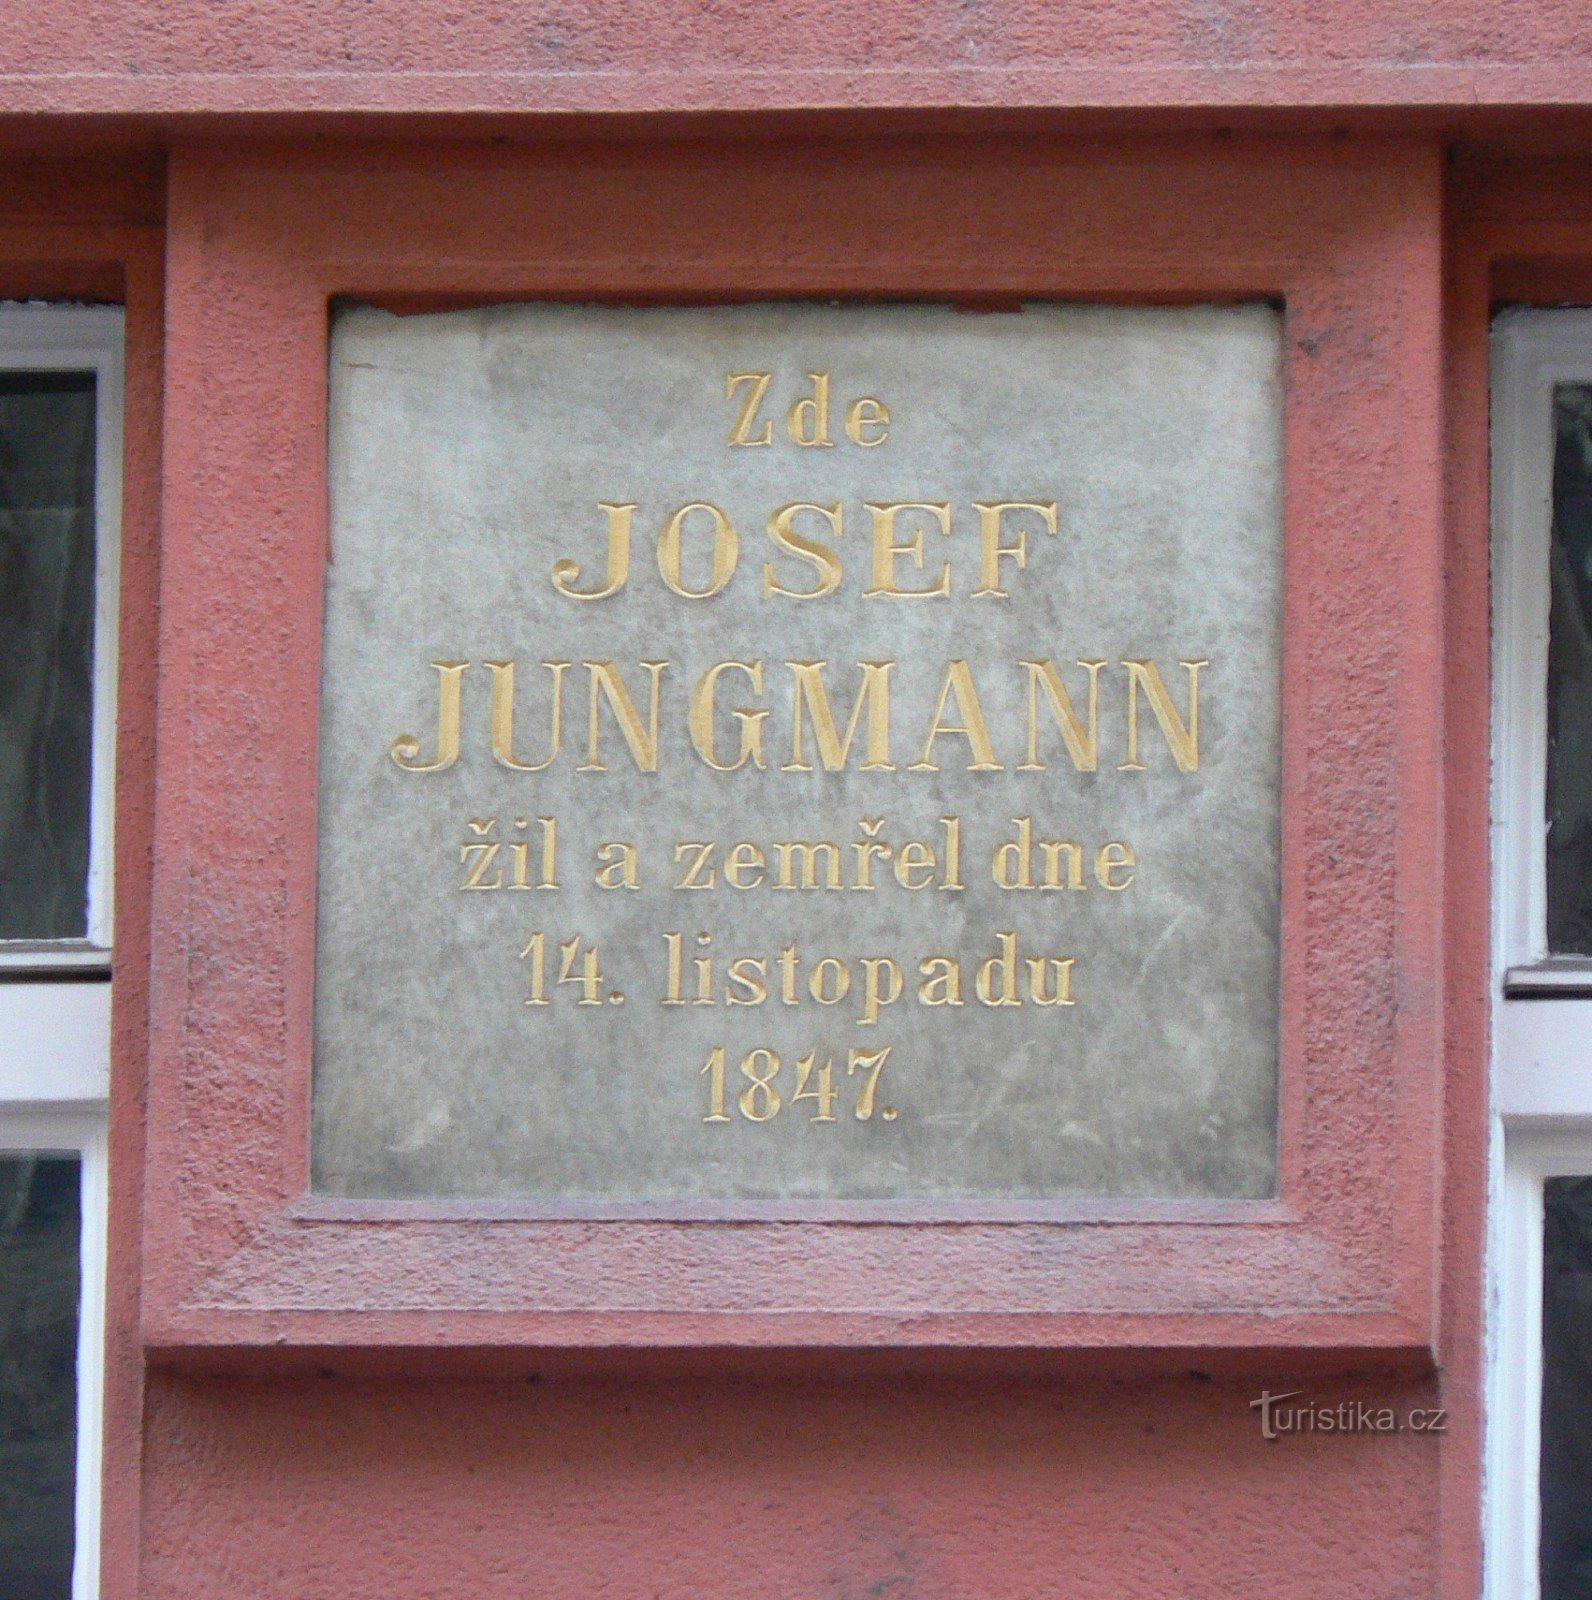 Zde
JOSEF
JUNGMANN
žil a zemřel dne
14. listopadu
1847.
Turistika.cz